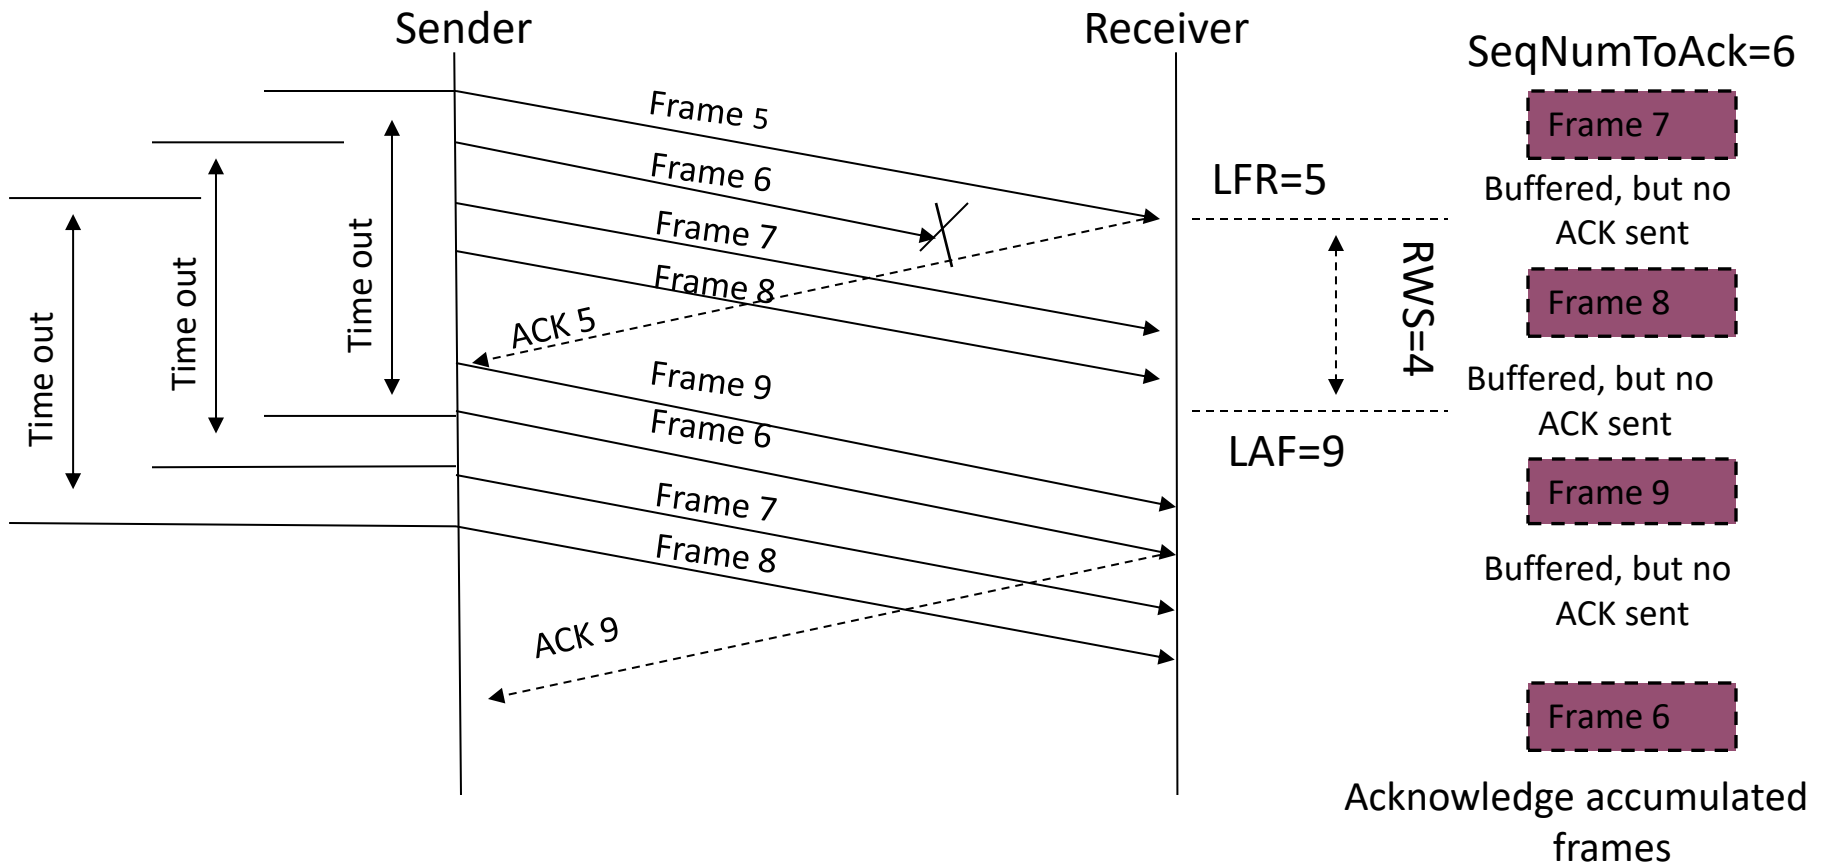 Sender
Receiver
SeqNumToAck=6
Frame 5
Frame 6
Frame 7
Frame 8
ACK 5
Frame 9
Frame 6
Frame 7
Frame 8
ACK 9
Time out
Time out
Time out
LFR=5
RWS=4
LAF=9
Frame 7
Buffered, but no
ACK sent
Frame 8
Buffered, but no
ACK sent
Frame 9
Buffered, but no
ACK sent
Frame 6
Acknowledge accumulated
frames